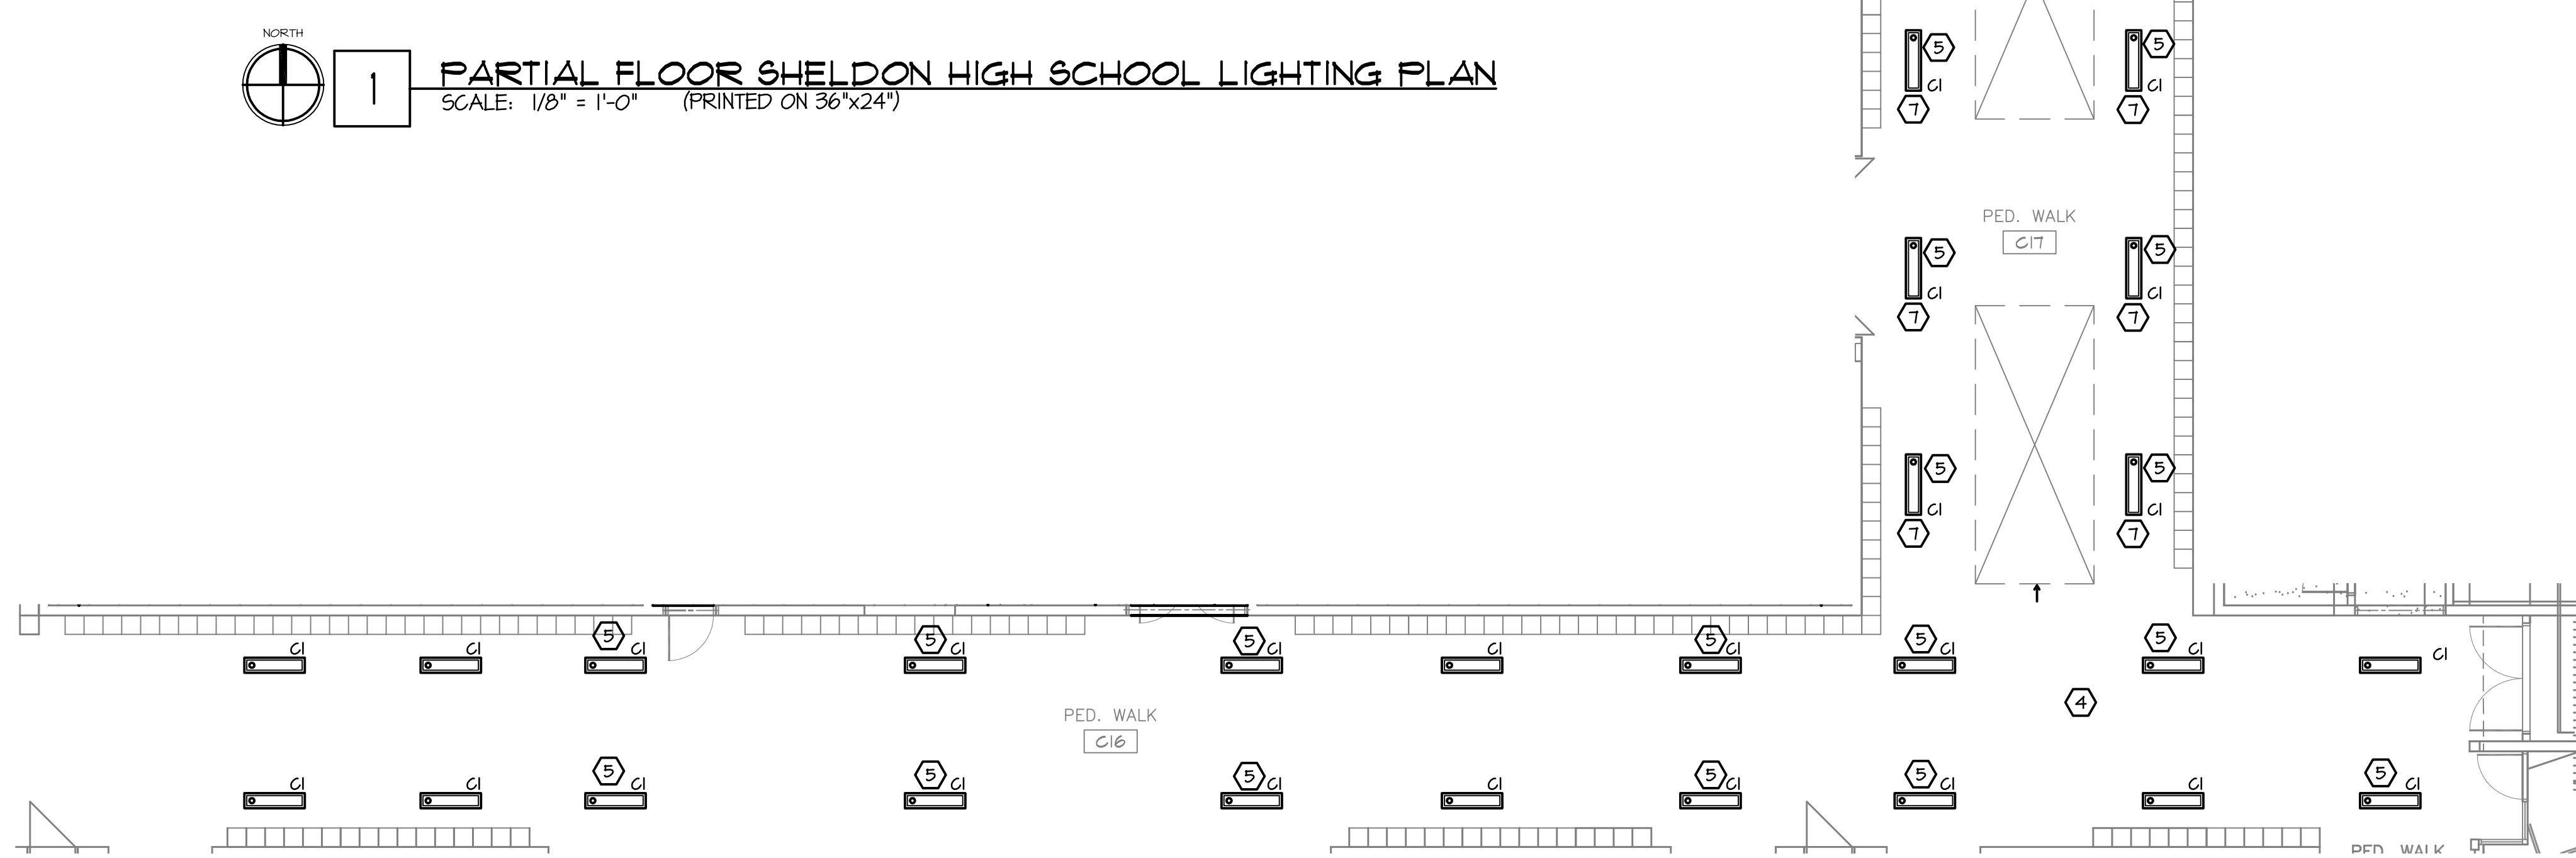 NORTH
1
PARTIAL FLOOR SHELDON HIGH SCHOOL LIGHTING PLAN
SCALE: 1/8" = 1'-0" (PRINTED ON 36"x24")
5 5
C1 C1
7 7
PED. WALK
C17
5 5
C1 C1
7 7
5 5
C1 C1
7 7
5 5 5 5 5 5
C1 C1 C1 C1 C1 C1 C1 C1 C1 C1
4
PED. WALK
C16
5 5 5 5 5 5
C1 C1 C1 C1 C1 C1 C1 C1 C1 C1
PED. WALK